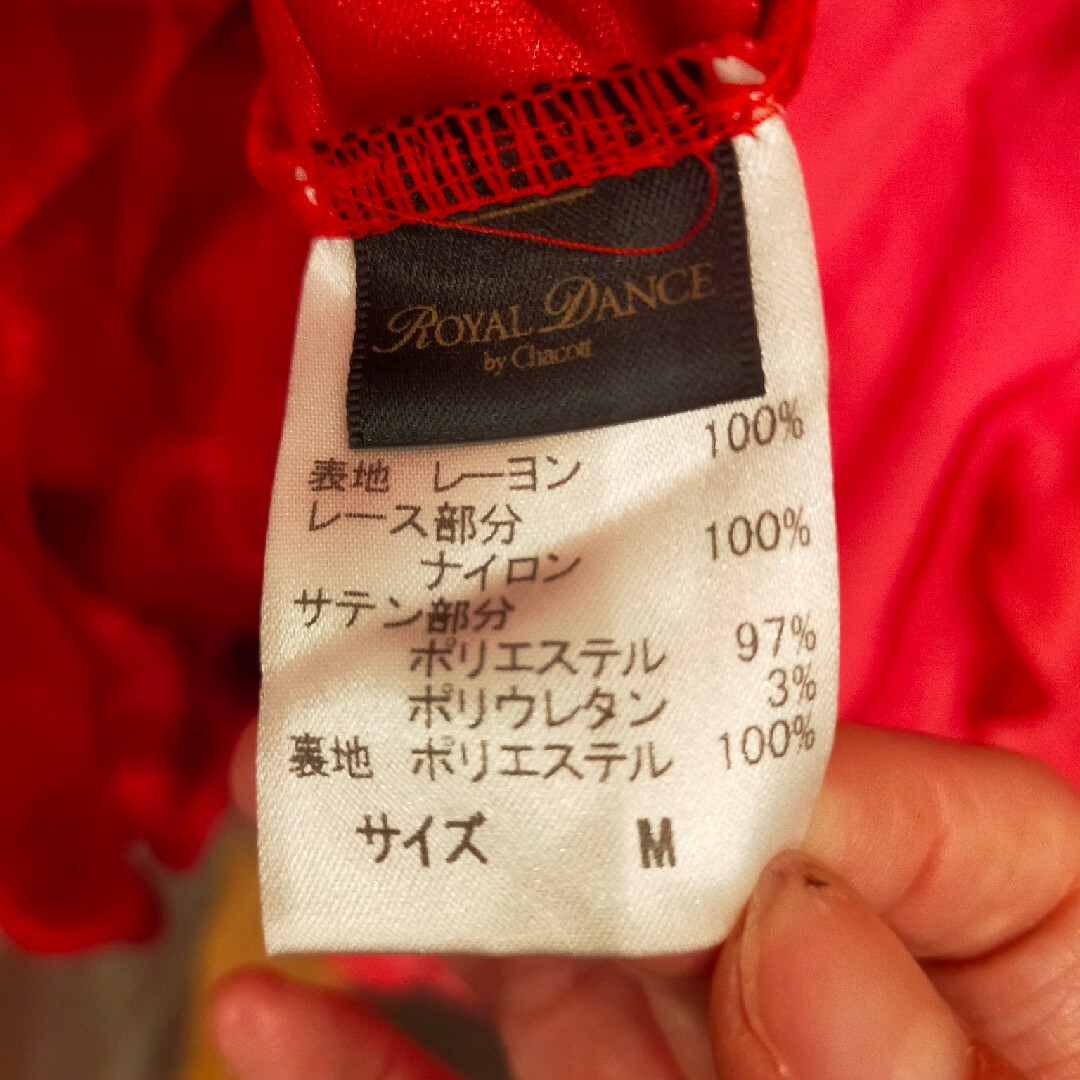 ROYAL DANCE
by Chacott
表地 レーヨン 100%
レース部分
ナイロン 100%
サテン部分
ポリエステル 97%
ポリウレタン 3%
裏地 ポリエステル 100%
サイズ M